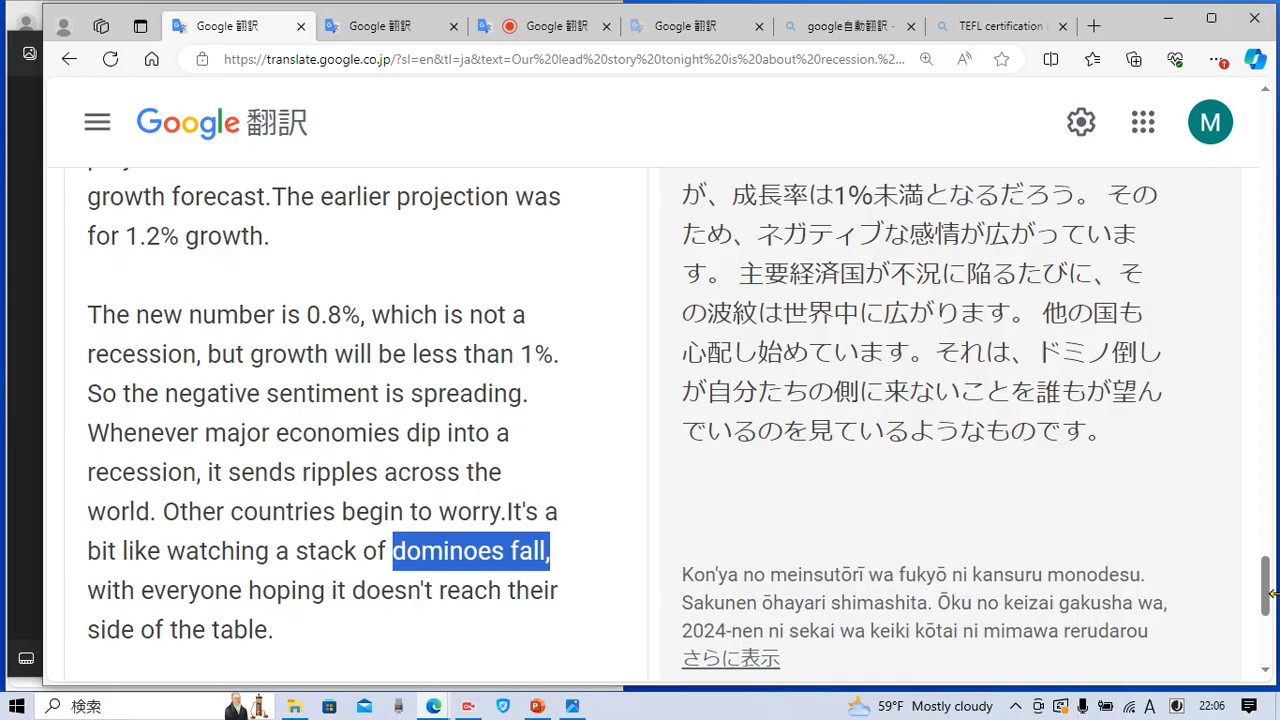 Google 翻訳
Google 翻訳
Google 翻訳
Google 翻訳
google自動翻訳 -
TEFL certification i
https://translate.google.co.jp/?sl=en&tl=ja&text=Our%20lead%20story%20tonight%20is%20about%20recession.%2...
Google 翻訳
M
growth forecast.The earlier projection was
for 1.2% growth.
The new number is 0.8%, which is not a
recession, but growth will be less than 1%.
So the negative sentiment is spreading.
Whenever major economies dip into a
recession, it sends ripples across the
world. Other countries begin to worry.It's a
bit like watching a stack of dominoes fall,
with everyone hoping it doesn't reach their
side of the table.
が、成長率は1%未満となるだろう。 その
ため、ネガティブな感情が広がっていま
す。 主要経済国が不況に陥るたびに、そ
の波紋は世界中に広がります。 他の国も
心配し始めています。それは、ドミノ倒し
が自分たちの側に来ないことを誰もが望ん
でいるのを見ているようなものです。
Kon'ya no meinsutōrī wa fukyō ni kansuru monodesu.
Sakunen ōhayari shimashita. Ōku no keizai gakusha wa,
2024-nen ni sekai wa keiki kōtai ni mimawa rerudarou
さらに表示
検索
59°F Mostly cloudy
A
22:06